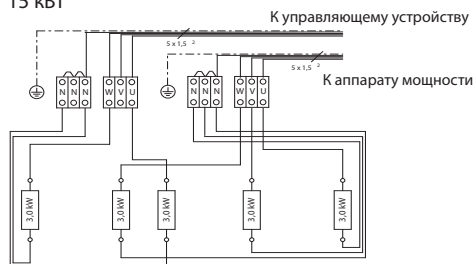 15 кВт
К управляющему устройству
5 x 1,5 ²
5 x 1,5 ²
К аппарату мощности
N N N W V U
N N N W V U
3,0 kW
3,0 kW
3,0 kW
3,0 kW
3,0 kW